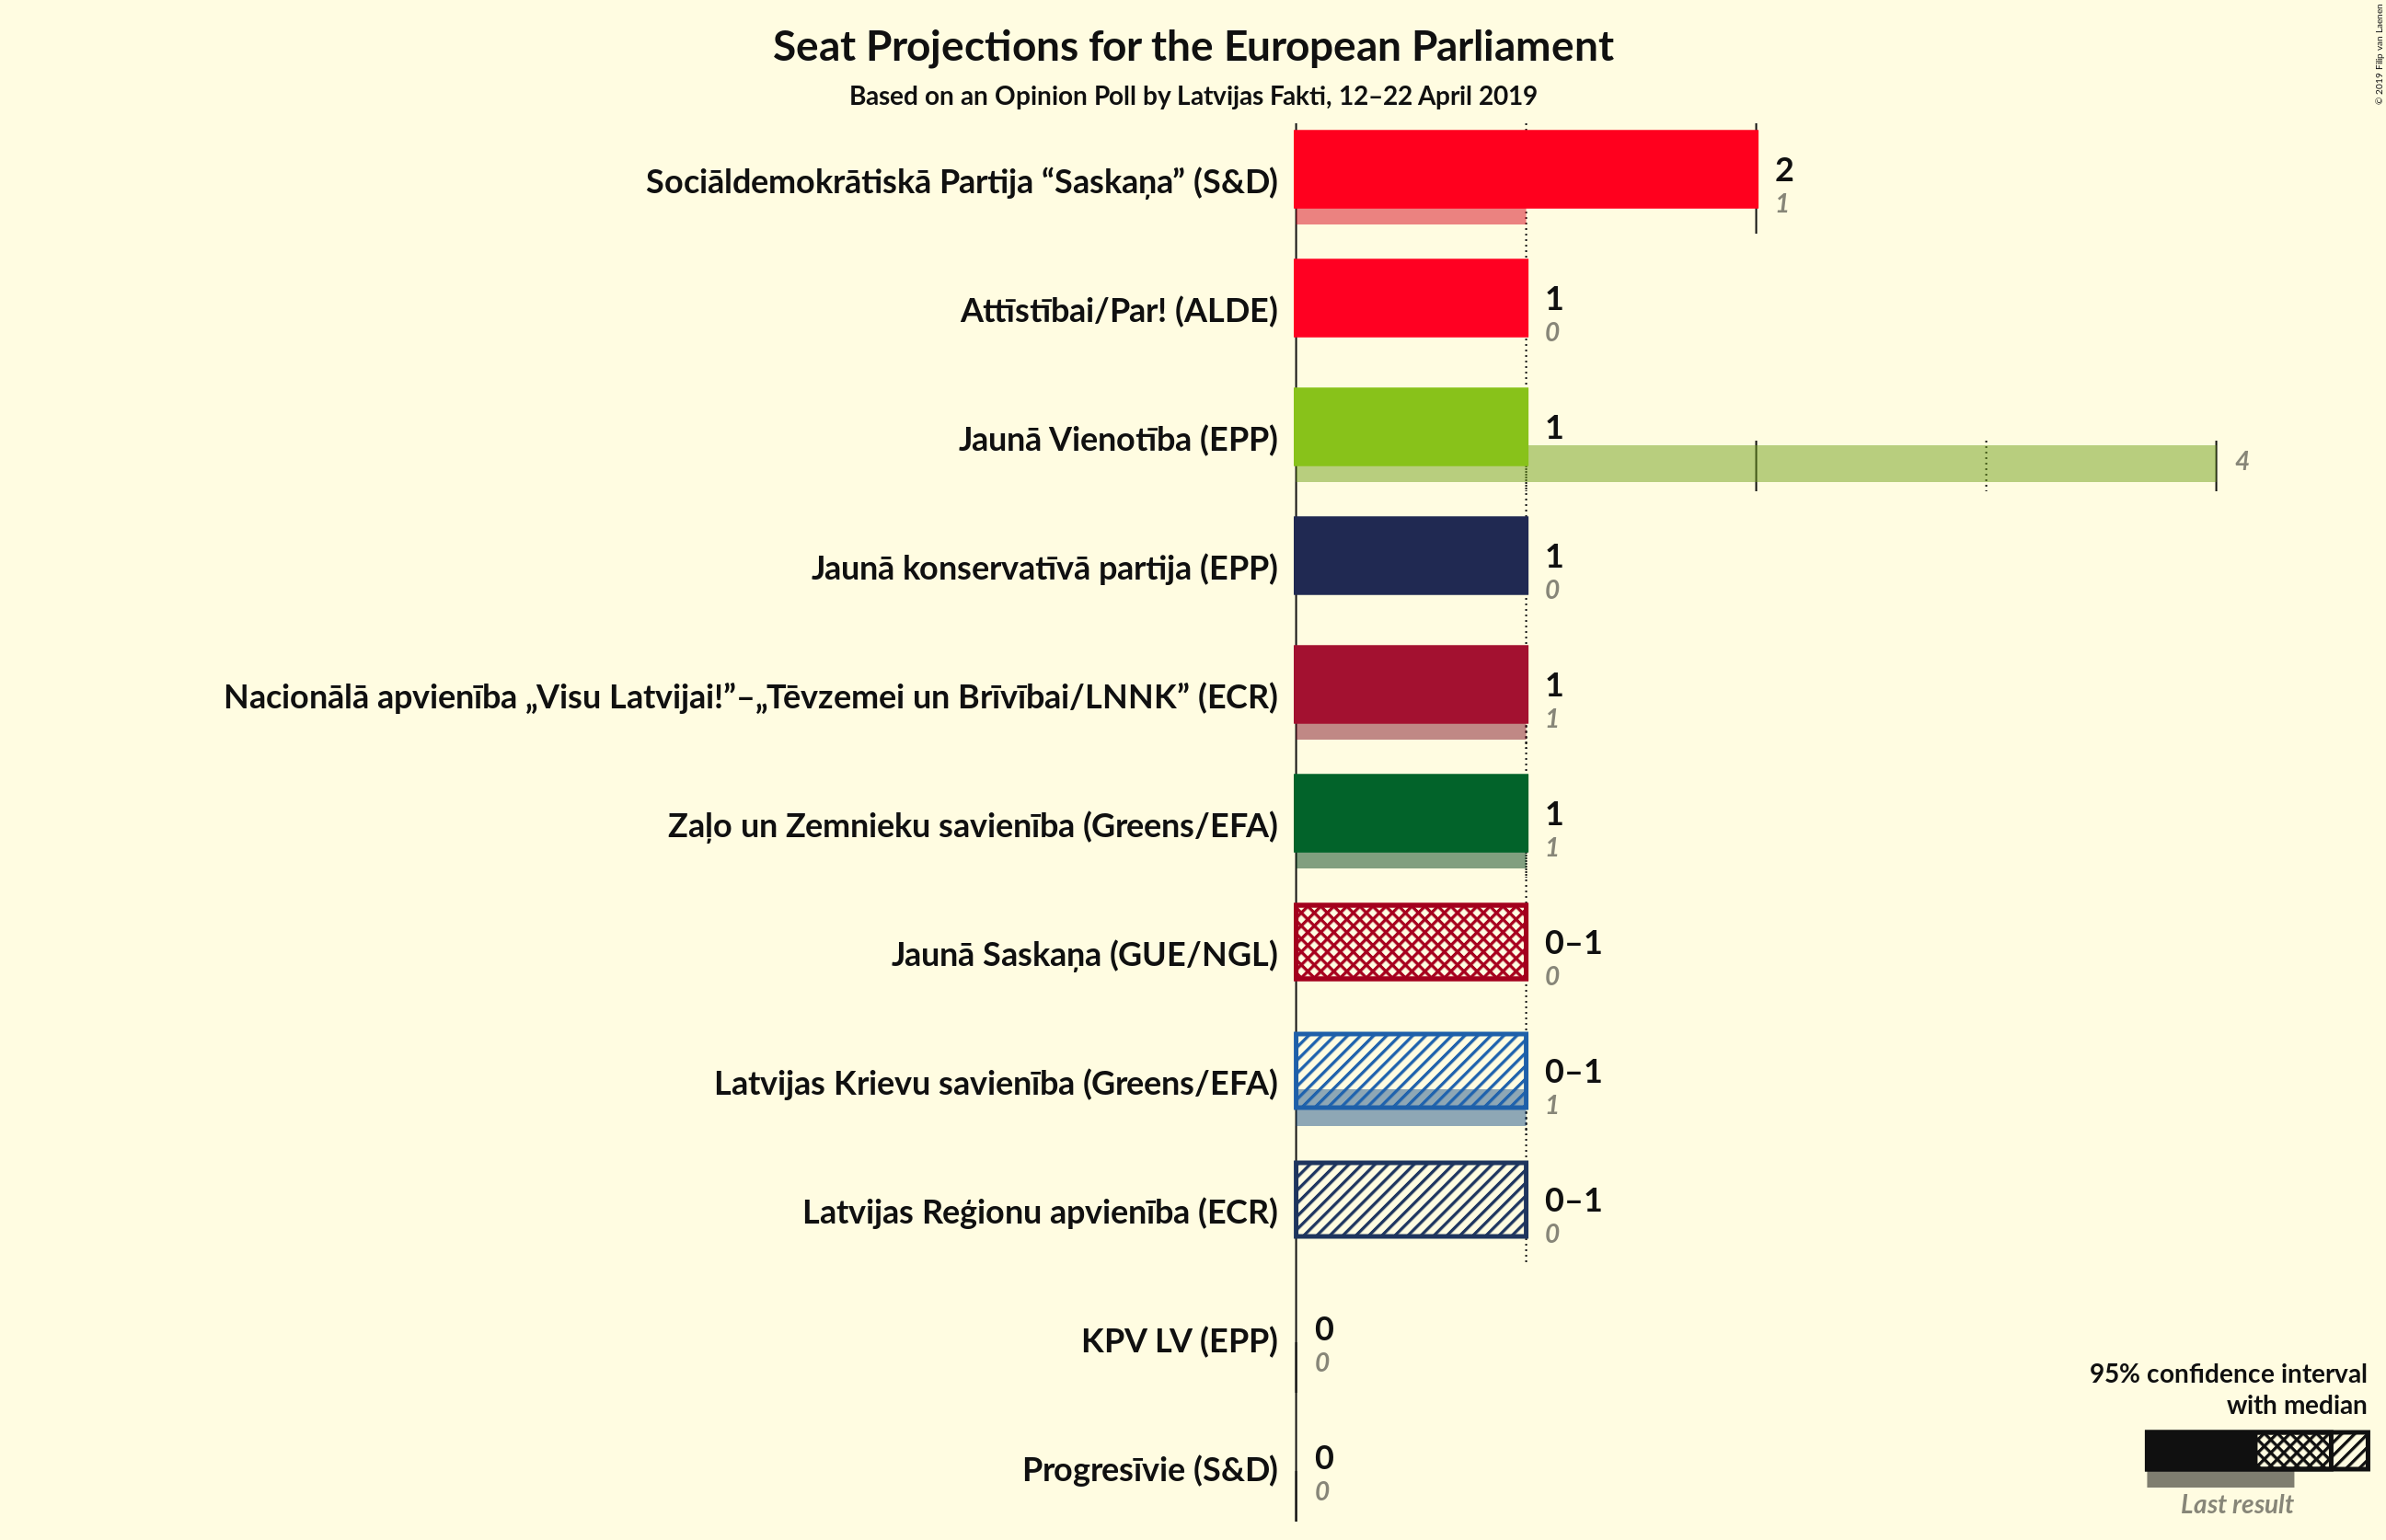 Seat Projections for the European Parliament
Based on an Opinion Poll by Latvijas Fakti, 12–22 April 2019
© 2019 Filip van Laenen
Sociāldemokrātiskā Partija “Saskaņa” (S&D)
2
1
Attīstībai/Par! (ALDE)
1
0
Jaunā Vienotība (EPP)
1
4
Jaunā konservatīvā partija (EPP)
1
0
Nacionālā apvienība „Visu Latvijai!”–„Tēvzemei un Brīvībai/LNNK” (ECR)
1
1
Zaļo un Zemnieku savienība (Greens/EFA)
1
1
Jaunā Saskaņa (GUE/NGL)
0–1
0
Latvijas Krievu savienība (Greens/EFA)
0–1
1
Latvijas Reģionu apvienība (ECR)
0–1
0
KPV LV (EPP)
0
0
Progresīvie (S&D)
0
0
95% confidence interval
with median
Last result